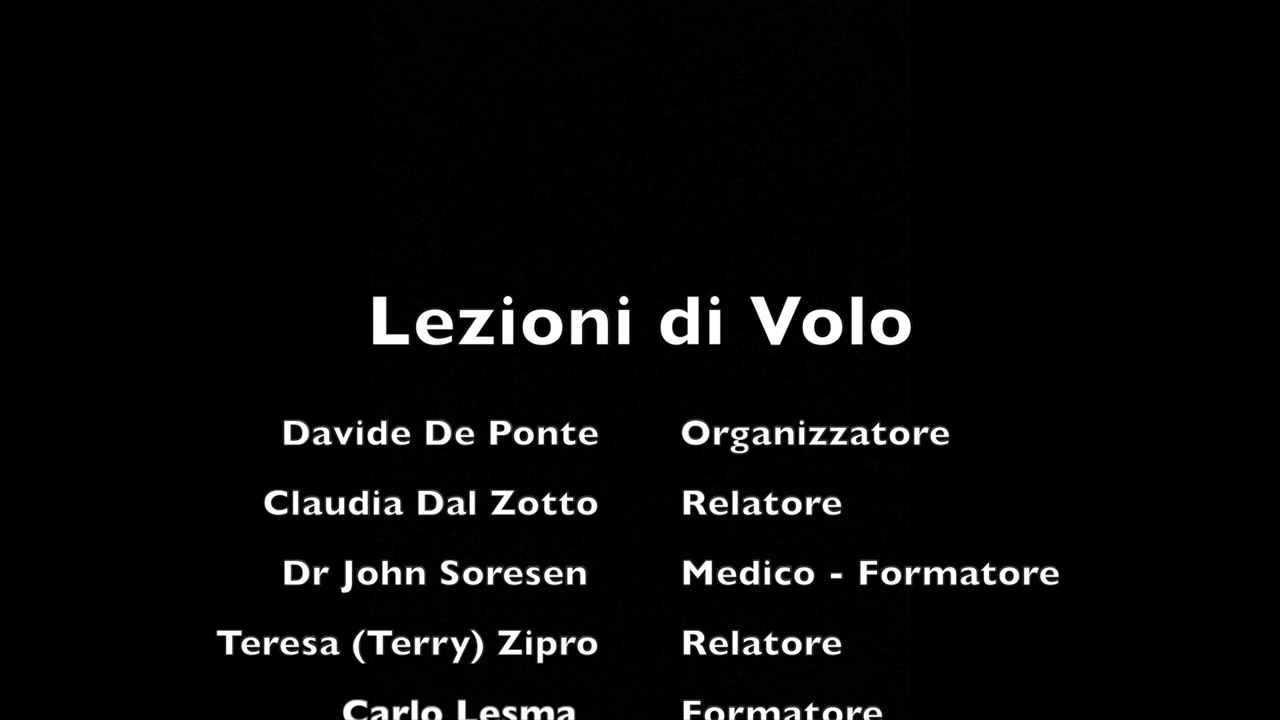 Lezioni di Volo
Davide De Ponte Organizzatore
Claudia Dal Zotto Relatore
Dr John Soresen Medico - Formatore
Teresa (Terry) Zipro Relatore
Carlo Lesma Formatore